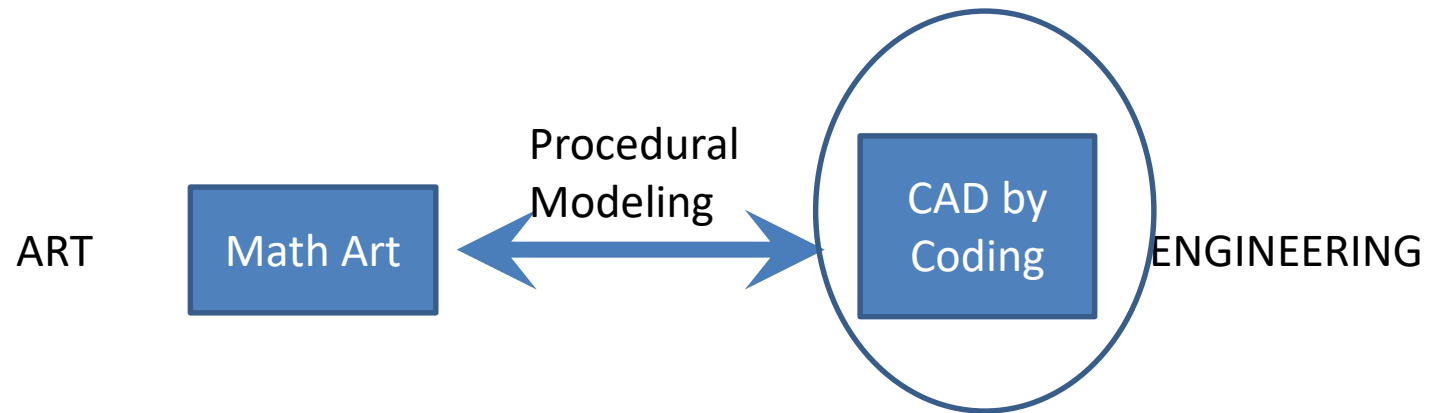 ART
Math Art
Procedural
Modeling
CAD by
Coding
ENGINEERING